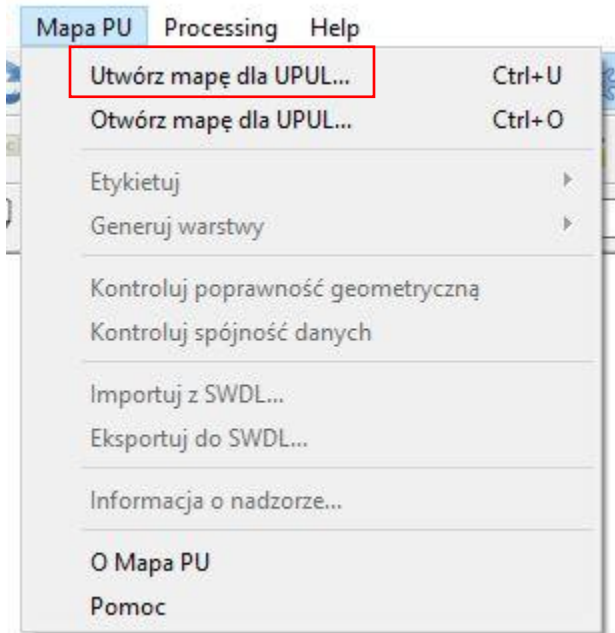 Mapa PU Processing Help
Utwórz mapę dla UPUL... Ctrl+U
Otwórz mapę dla UPUL... Ctrl+O
Etykietuj
Generuj warstwy
Kontroluj poprawność geometryczną
Kontroluj spójność danych
Importuj z SWDL...
Eksportuj do SWDL...
Informacja o nadzorze...
O Mapa PU
Pomoc